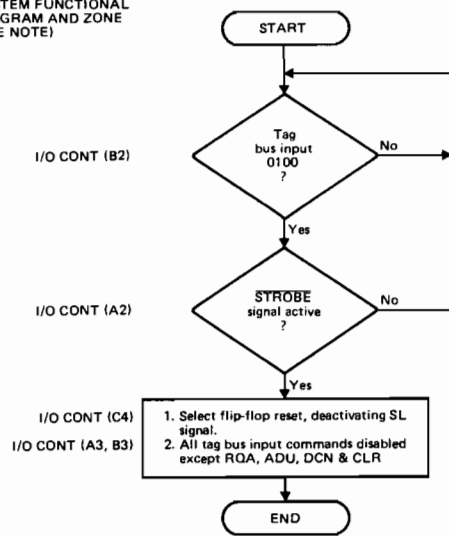 TEM FUNCTIONAL
GRAM AND ZONE
E NOTE)
START
Tag
bus input
0100
?
I/O CONT (B2)
No
Yes
STROBE
signal active
?
I/O CONT (A2)
No
Yes
I/O CONT (C4)
1. Select flip-flop reset, deactivating SL
signal.
I/O CONT (A3, B3)
2. All tag bus input commands disabled
except RQA, ADU, DCN & CLR
END